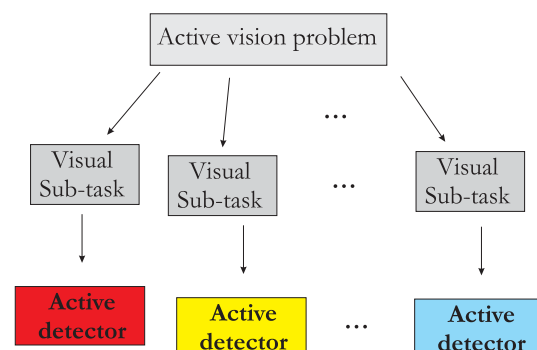 Active vision problem
...
Visual
Sub-task
Visual
Sub-task
...
Visual
Sub-task
Active
detector
Active
detector
...
Active
detector